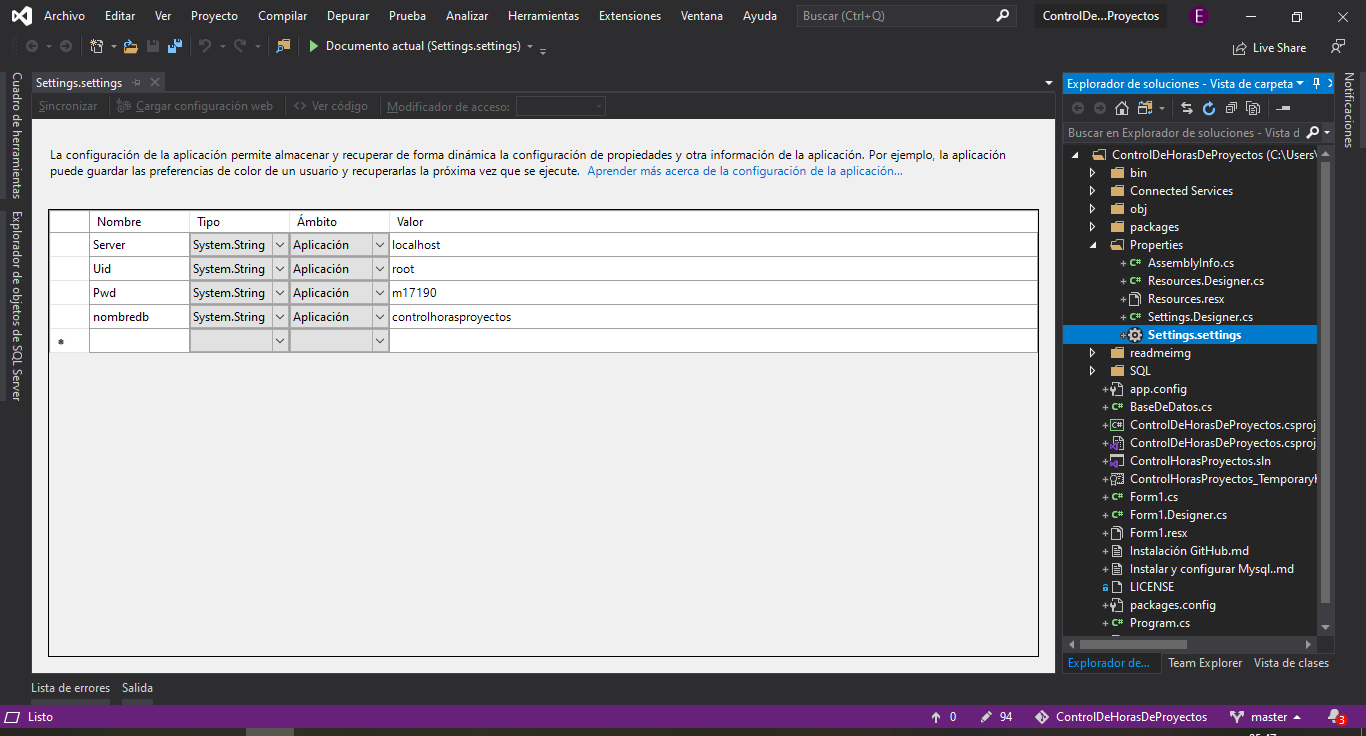 Archivo Editar Ver Proyecto Compilar Depurar Prueba Analizar Herramientas Extensiones Ventana Ayuda Buscar (Ctrl+Q) ControlDe...Proyectos E
Documento actual (Settings.settings) Live Share
Cuadro de herramientas
Explorador de objetos de SQL Server
Settings.settings
Sincronizar Cargar configuración web Ver código Modificador de acceso:
La configuración de la aplicación permite almacenar y recuperar de forma dinámica la configuración de propiedades y otra información de la aplicación. Por ejemplo, la aplicación
puede guardar las preferencias de color de un usuario y recuperarlas la próxima vez que se ejecute. Aprender más acerca de la configuración de la aplicación...
Nombre Tipo Ámbito Valor
Server System.String Aplicación localhost
Uid System.String Aplicación root
Pwd System.String Aplicación m17190
nombredb System.String Aplicación controlhorasproyectos
Explorador de soluciones - Vista de carpeta
Buscar en Explorador de soluciones - Vista d
ControlDeHorasDeProyectos (C:\Users\
bin
Connected Services
obj
packages
Properties
AssemblyInfo.cs
Resources.Designer.cs
Resources.resx
Settings.Designer.cs
Settings.settings
readmeimg
SQL
app.config
BaseDeDatos.cs
ControlDeHorasDeProyectos.csproj
ControlDeHorasDeProyectos.csproj
ControlHorasProyectos.sln
ControlHorasProyectos_Temporary
Form1.cs
Form1.Designer.cs
Form1.resx
Instalación GitHub.md
Instalar y configurar Mysql..md
LICENSE
packages.config
Program.cs
Explorador de... Team Explorer Vista de clases
Notificaciones
Lista de errores Salida
Listo 0 94 ControlDeHorasDeProyectos master 3